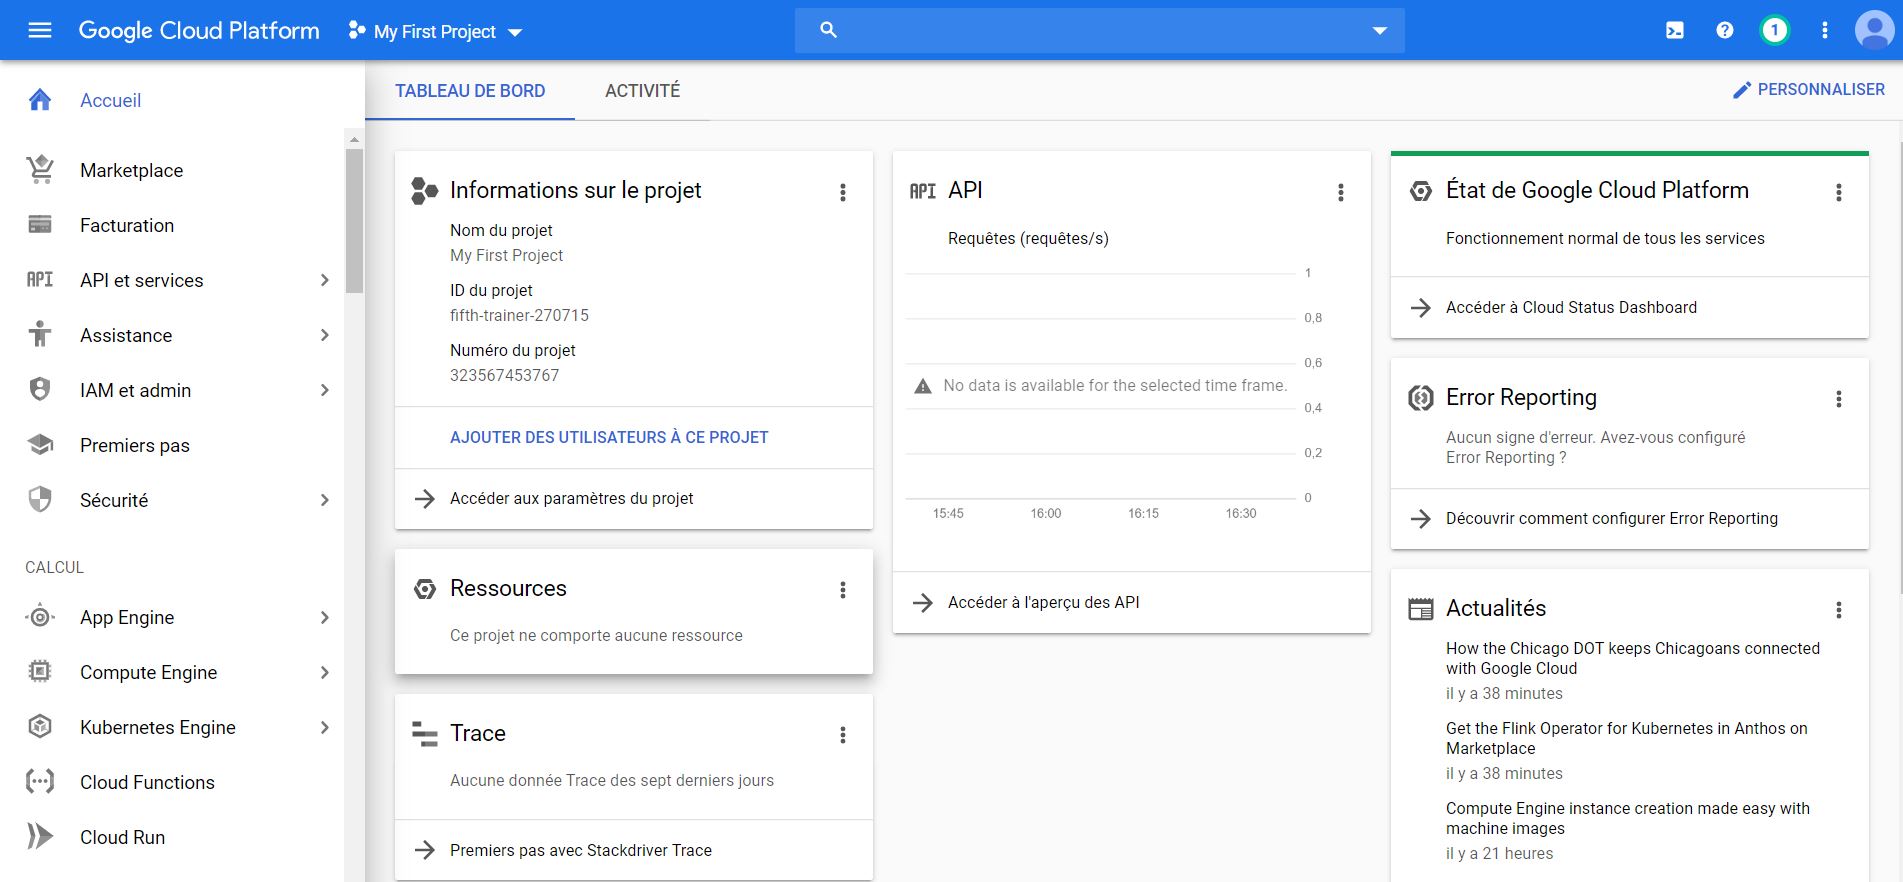 Google Cloud Platform
My First Project
1
Accueil
Marketplace
Facturation
API et services
Assistance
IAM et admin
Premiers pas
Sécurité
CALCUL
App Engine
Compute Engine
Kubernetes Engine
Cloud Functions
Cloud Run
TABLEAU DE BORD
ACTIVITÉ
PERSONNALISER
Informations sur le projet
Nom du projet
My First Project
ID du projet
fifth-trainer-270715
Numéro du projet
323567453767
AJOUTER DES UTILISATEURS À CE PROJET
Accéder aux paramètres du projet
Ressources
Ce projet ne comporte aucune ressource
Trace
Aucune donnée Trace des sept derniers jours
Premiers pas avec Stackdriver Trace
API API
Requêtes (requêtes/s)
1
0,8
0,6
No data is available for the selected time frame.
0,4
0,2
0
15:45 16:00 16:15 16:30
Accéder à l'aperçu des API
État de Google Cloud Platform
Fonctionnement normal de tous les services
Accéder à Cloud Status Dashboard
Error Reporting
Aucun signe d'erreur. Avez-vous configuré
Error Reporting ?
Découvrir comment configurer Error Reporting
Actualités
How the Chicago DOT keeps Chicagoans connected
with Google Cloud
il y a 38 minutes
Get the Flink Operator for Kubernetes in Anthos on
Marketplace
il y a 38 minutes
Compute Engine instance creation made easy with
machine images
il y a 21 heures